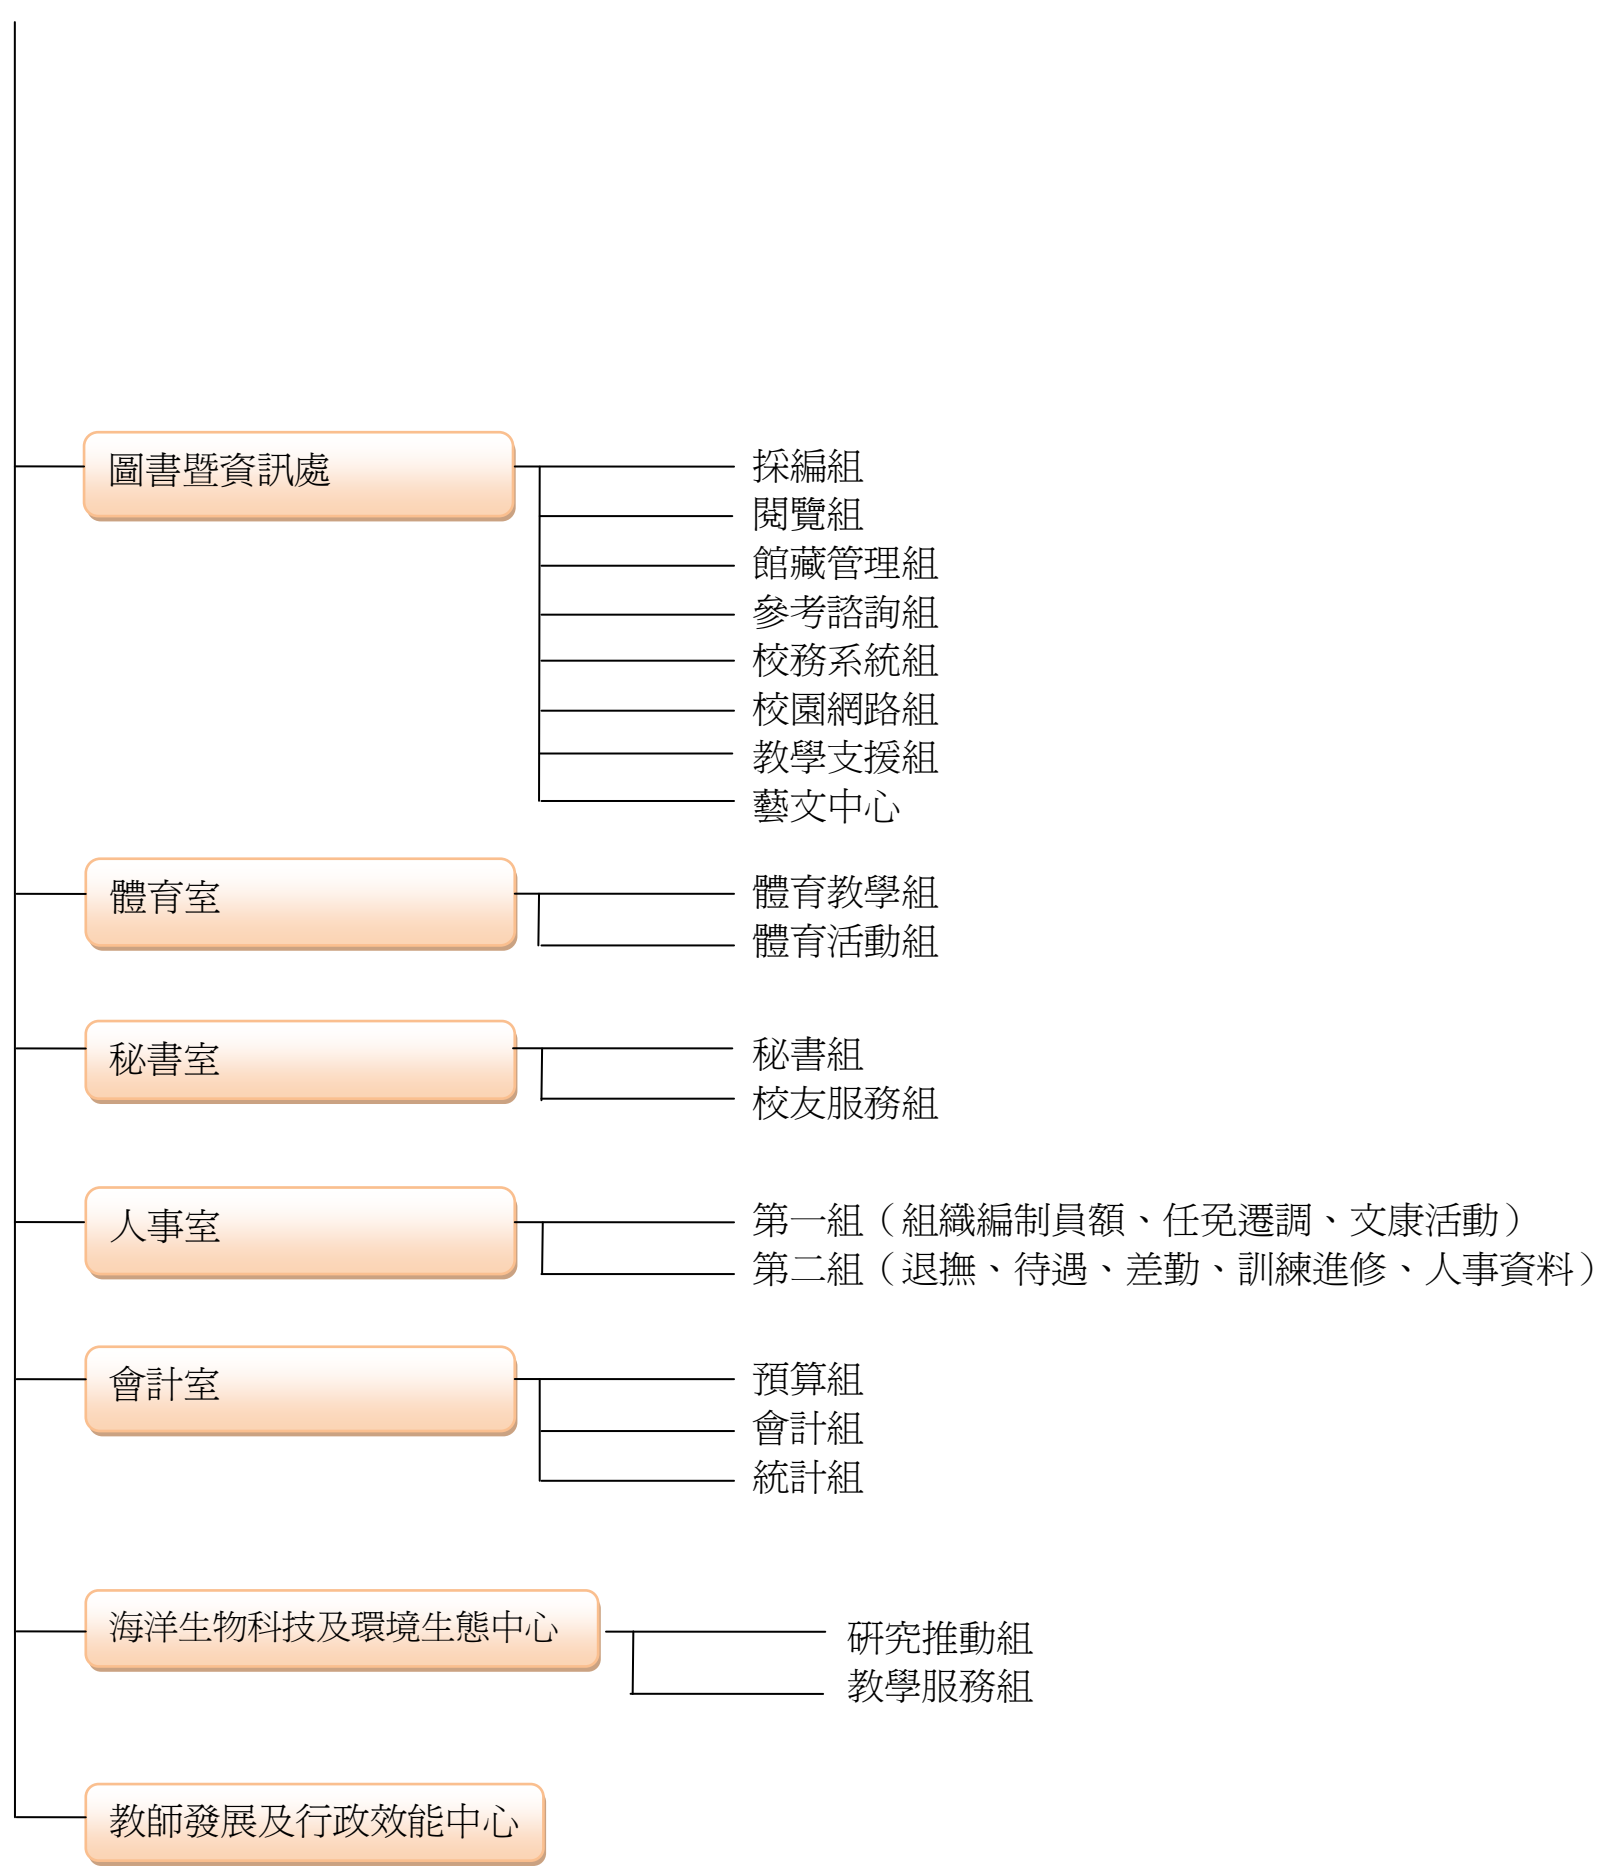 圖書暨資訊處
採編組
閱覽組
館藏管理組
參考諮詢組
校務系統組
校園網路組
教學支援組
藝文中心
體育室
體育教學組
體育活動組
秘書室
秘書組
校友服務組
人事室
第一組（組織編制員額、任免遷調、文康活動）
第二組（退撫、待遇、差勤、訓練進修、人事資料）
會計室
預算組
會計組
統計組
海洋生物科技及環境生態中心
研究推動組
教學服務組
教師發展及行政效能中心